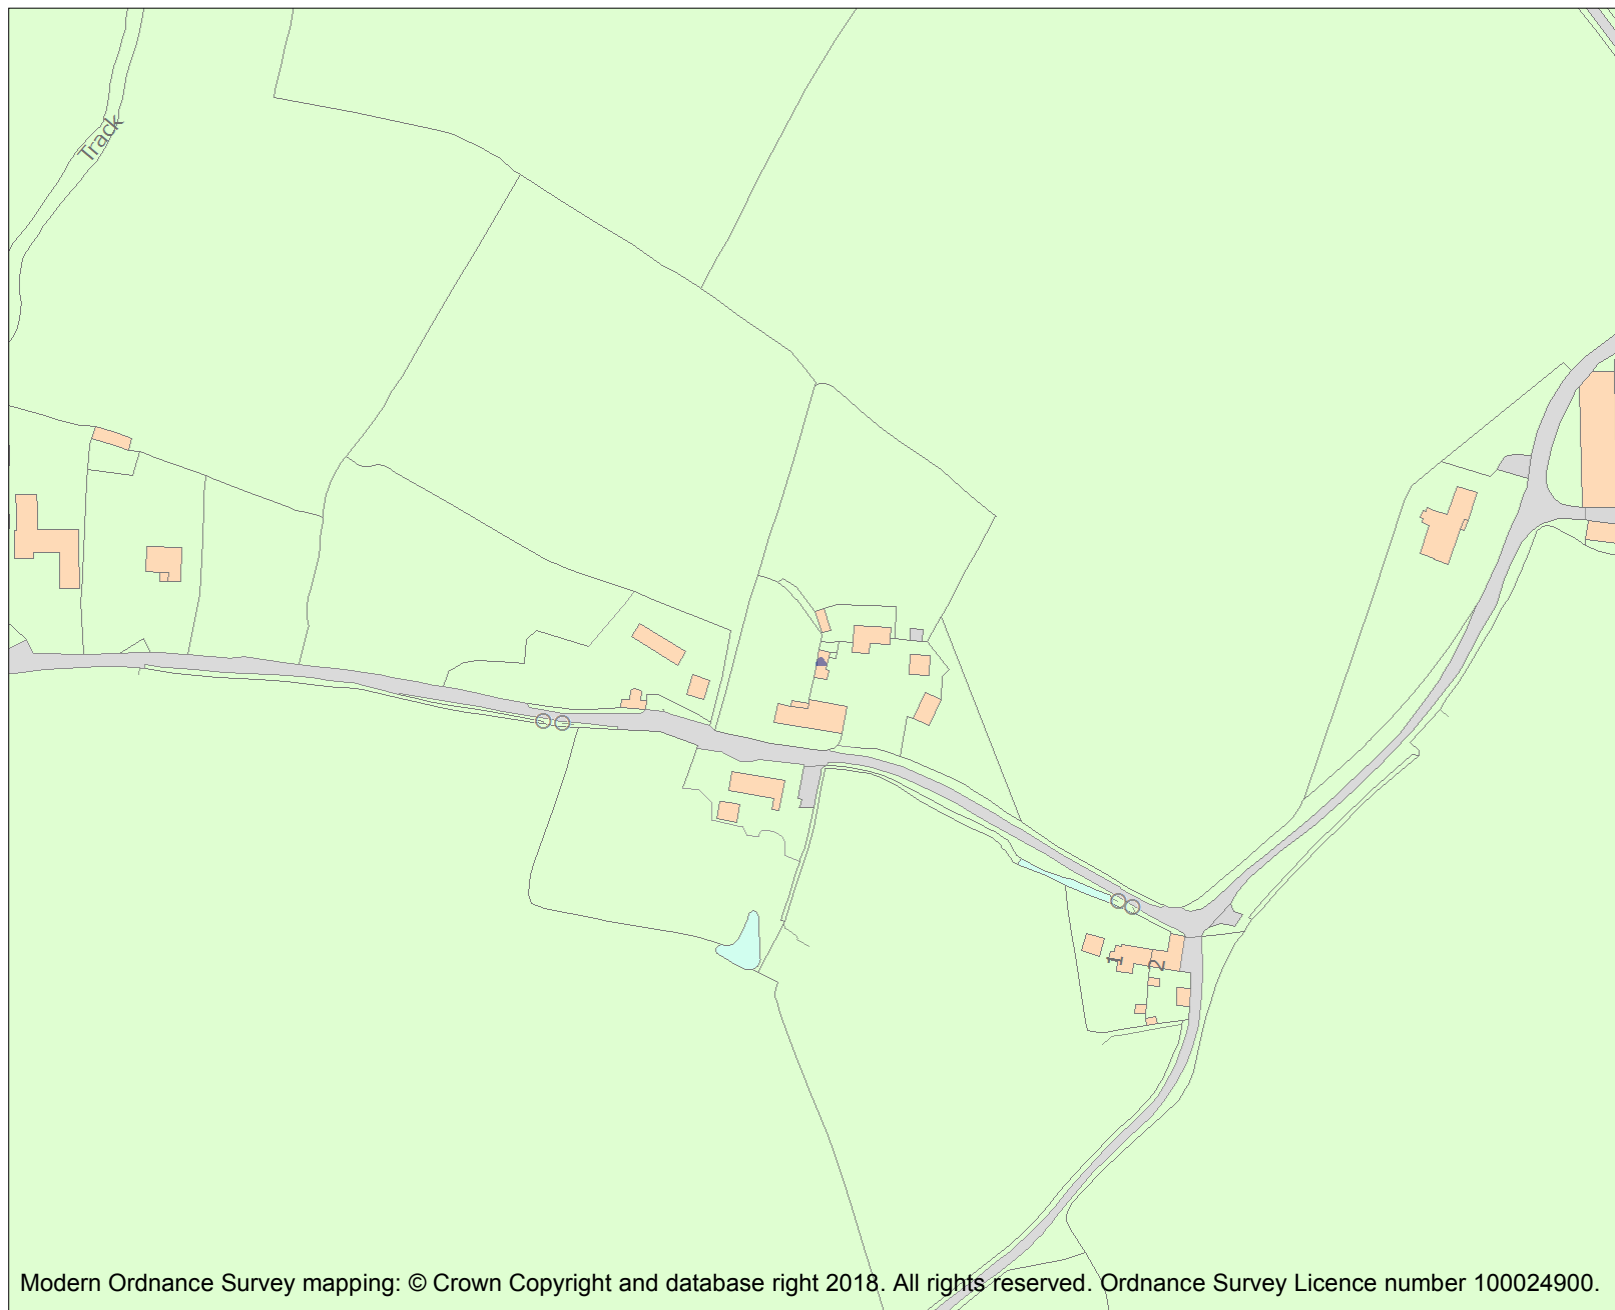 Track
1
2
Modern Ordnance Survey mapping: © Crown Copyright and database right 2018. All rights reserved. Ordnance Survey Licence number 100024900.